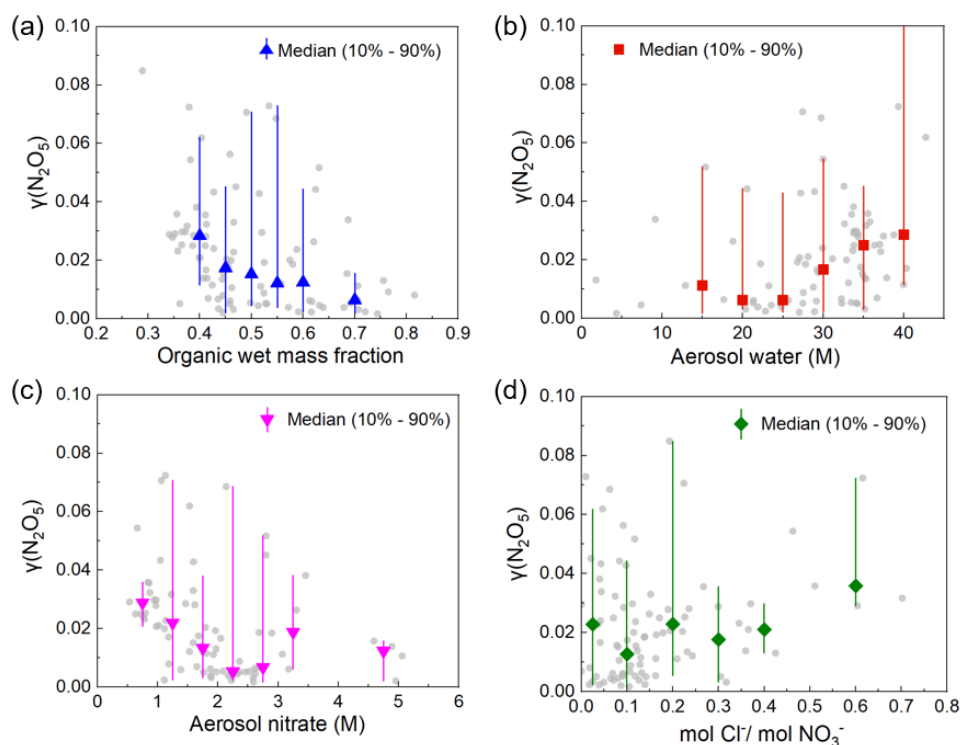 (a)
Median (10% - 90%)
γ(N₂O₅)
0.10
0.08
0.06
0.04
0.02
0.00
0.2 0.3 0.4 0.5 0.6 0.7 0.8 0.9
Organic wet mass fraction
(b)
Median (10% - 90%)
γ(N₂O₅)
0.10
0.08
0.06
0.04
0.02
0.00
0 10 20 30 40
Aerosol water (M)
(c)
Median (10% - 90%)
γ(N₂O₅)
0.10
0.08
0.06
0.04
0.02
0.00
0 1 2 3 4 5 6
Aerosol nitrate (M)
(d)
Median (10% - 90%)
γ(N₂O₅)
0.10
0.08
0.06
0.04
0.02
0.00
0.0 0.1 0.2 0.3 0.4 0.5 0.6 0.7 0.8
mol Cl⁻/ mol NO₃⁻